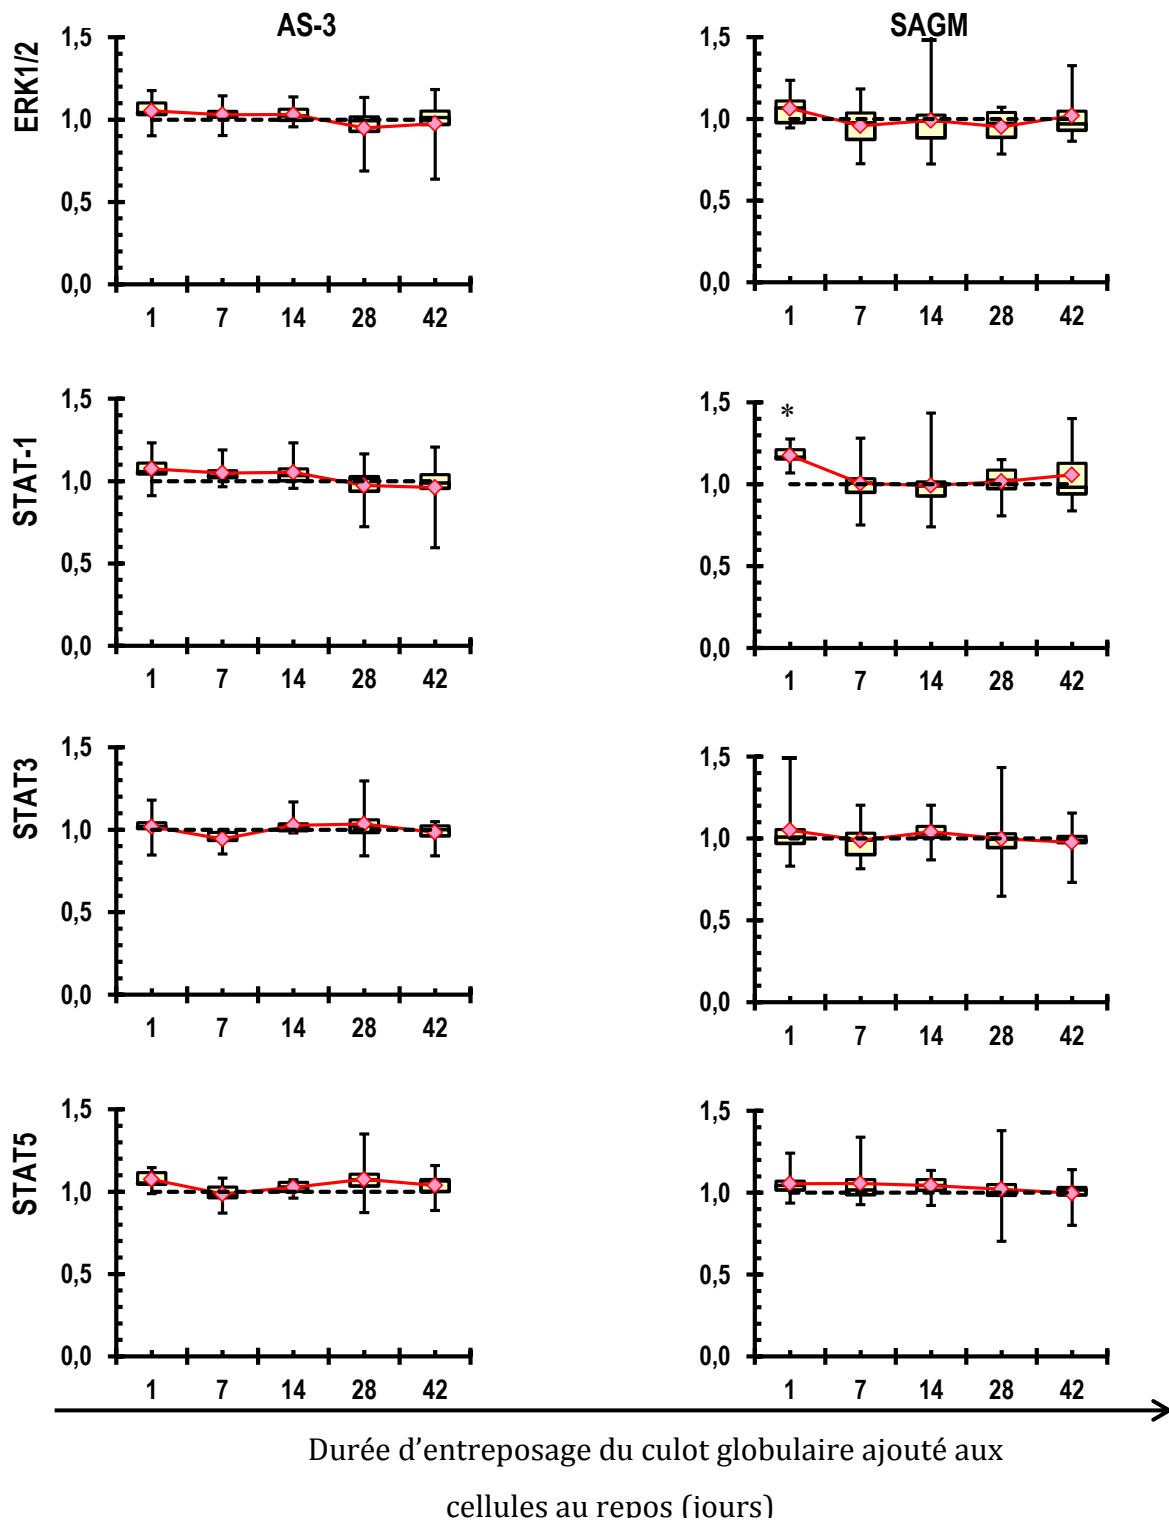 AS-3 SAGM
ERK1/2
1,5 1,5
1,0 1,0
0,5 0,5
0,0 0,0
1 7 14 28 42 1 7 14 28 42
STAT-1
1,5 1,5
*
1,0 1,0
0,5 0,5
0,0 0,0
1 7 14 28 42 1 7 14 28 42
STAT3
1,5 1,5
1,0 1,0
0,5 0,5
0,0 0,0
1 7 14 28 42 1 7 14 28 42
STAT5
1,5 1,5
1,0 1,0
0,5 0,5
0,0 0,0
1 7 14 28 42 1 7 14 28 42
Durée d’entreposage du culot globulaire ajouté aux
cellules au repos (jours)